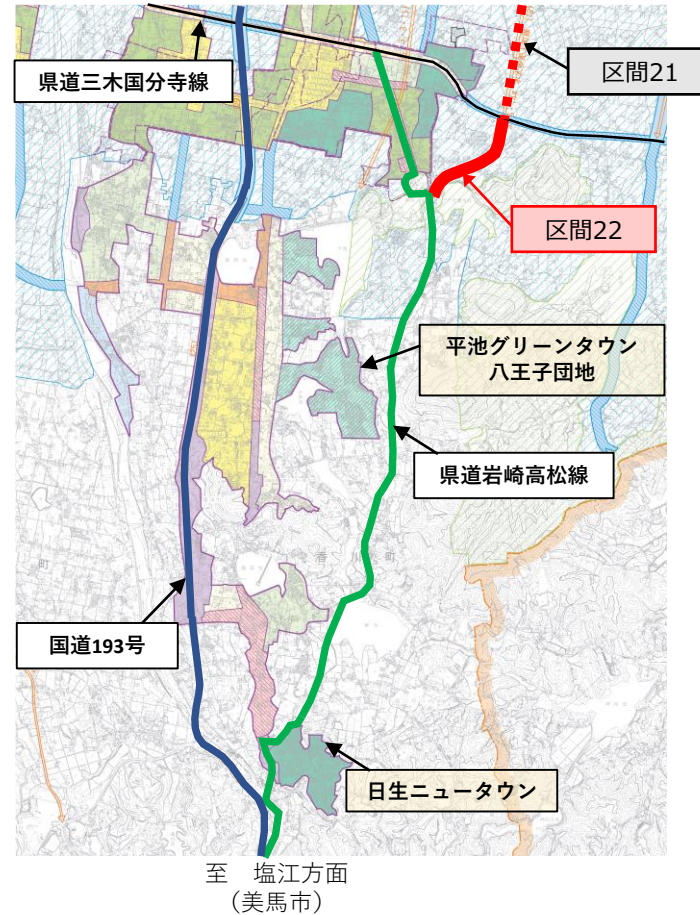 県道三木国分寺線
区間21
区間22
平池グリーンタウン
八王子団地
県道岩崎高松線
国道193号
日生ニュータウン
至　塩江方面
（美馬市）